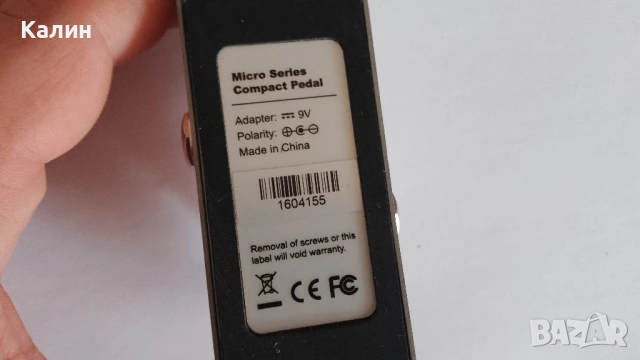 Калин
Micro Series
Compact Pedal
Adapter: 9V
Polarity:
Made in China
1604155
Removal of screws or this
label will void warranty.
CE FC
BAZAR